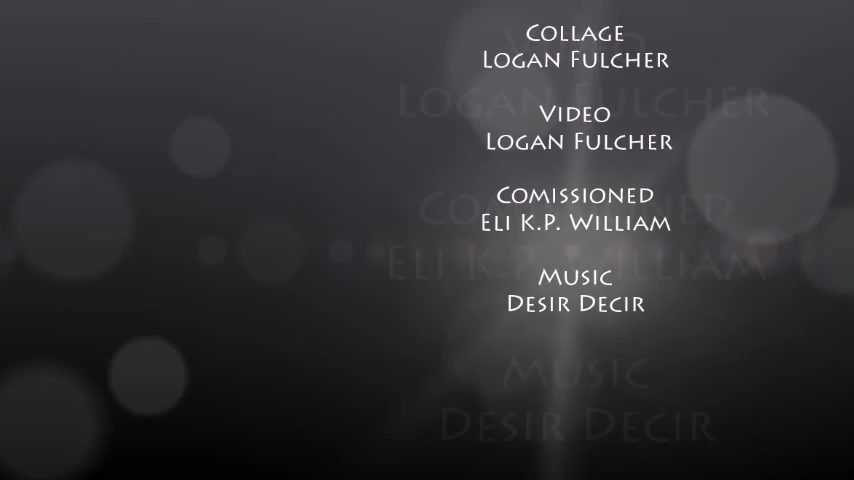 Collage
Logan Fulcher
Video
Logan Fulcher
Comissioned
Eli K.P. William
Music
Desir Decir